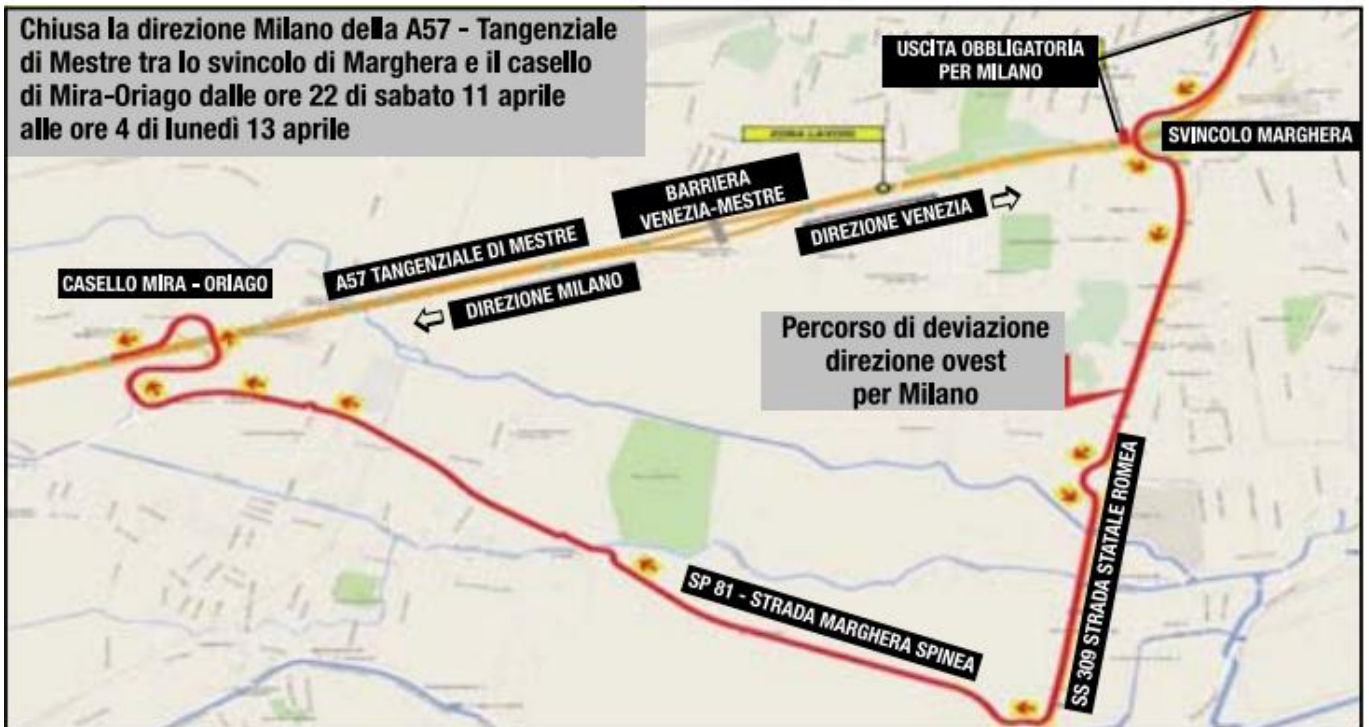 Chiusa la direzione Milano della A57 - Tangenziale
di Mestre tra lo svincolo di Marghera e il casello
di Mira-Oriago dalle ore 22 di sabato 11 aprile
alle ore 4 di lunedì 13 aprile
USCITA OBBLIGATORIA
PER MILANO
SVINCOLO MARGHERA
ZONA LAVORI
BARRIERA
VENEZIA-MESTRE
DIREZIONE VENEZIA
A57 TANGENZIALE DI MESTRE
CASELLO MIRA - ORIAGO
DIREZIONE MILANO
Percorso di deviazione
direzione ovest
per Milano
SS 309 STRADA STATALE ROMEA
SP 81 - STRADA MARGHERA SPINEA